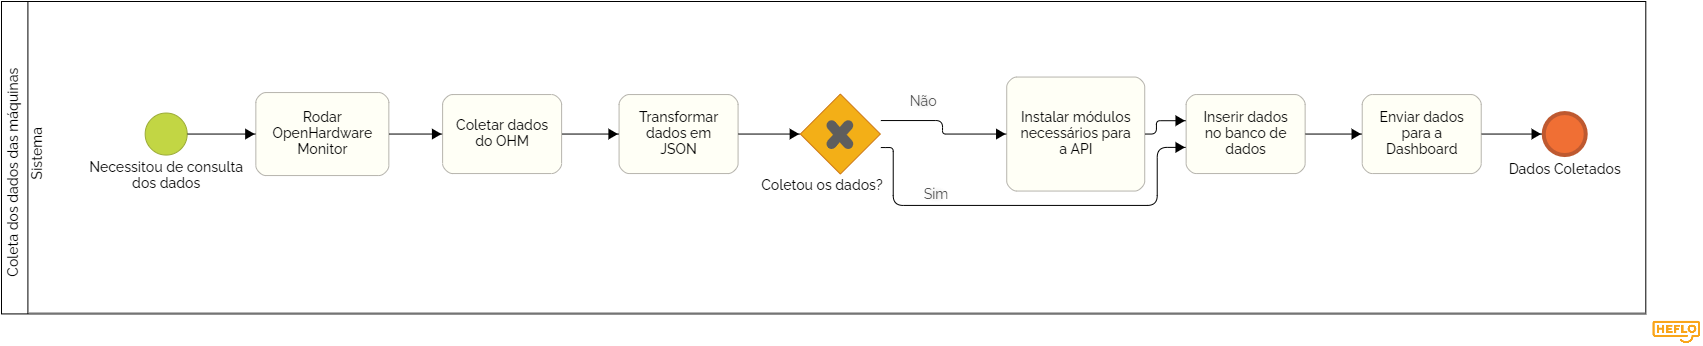 Coleta dos dados das máquinas
Sistema
Necessitou de consulta
dos dados
Rodar
OpenHardware
Monitor
Coletar dados
do OHM
Transformar
dados em
JSON
Coletou os dados?
Não
Sim
Instalar módulos
necessários para
a API
Inserir dados
no banco de
dados
Enviar dados
para a
Dashboard
Dados Coletados
HEFLO